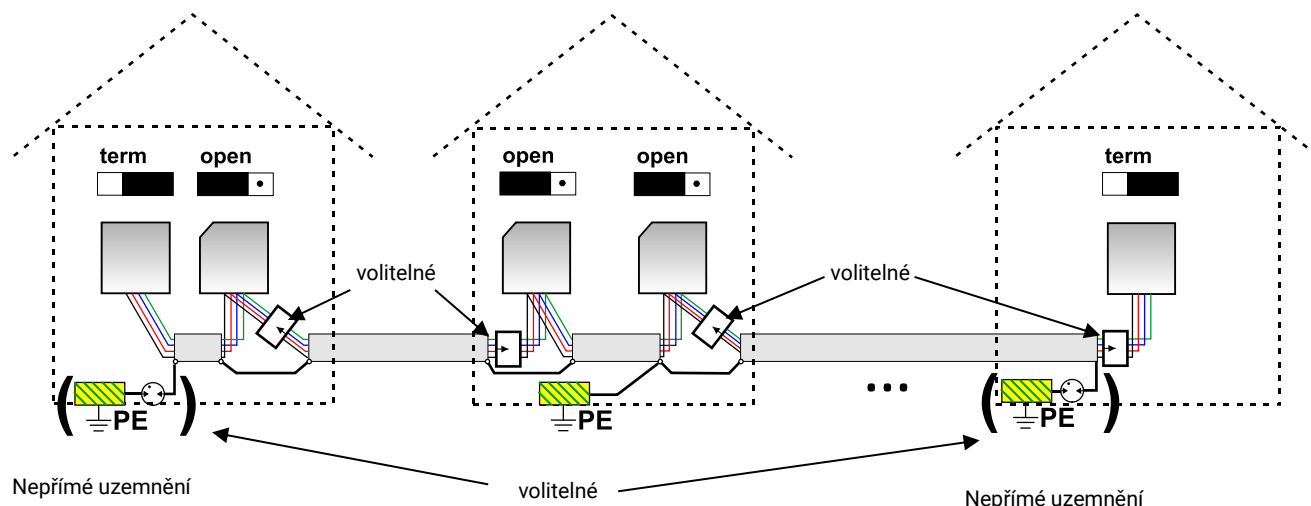 term open
open open
term
volitelné
volitelné
PE
PE
PE
Nepřímé uzemnění
volitelné
Nepřímé uzemnění